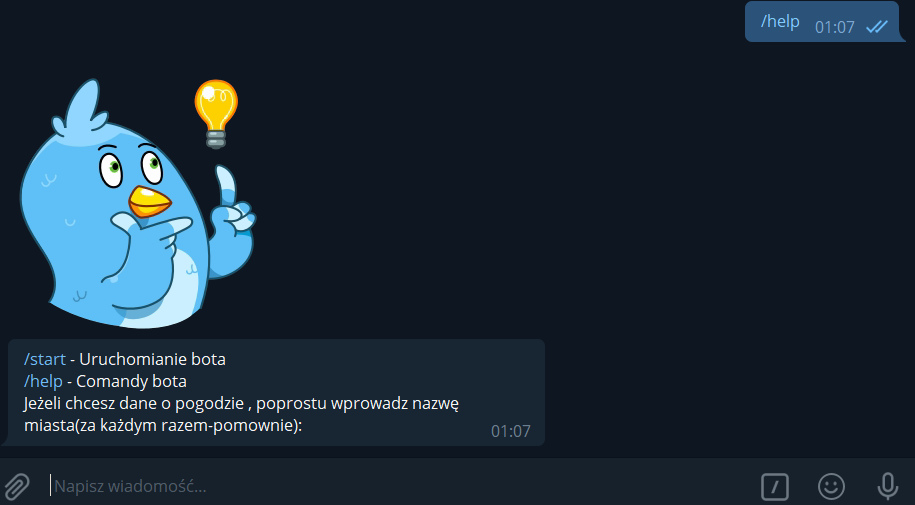 /help 01:07
/start - Uruchomianie bota
/help - Comandy bota
Jeżeli chcesz dane o pogodzie , poprostu wprowadz nazwę
miasta(za każdym razem-pomownie):
01:07
Napisz wiadomość...